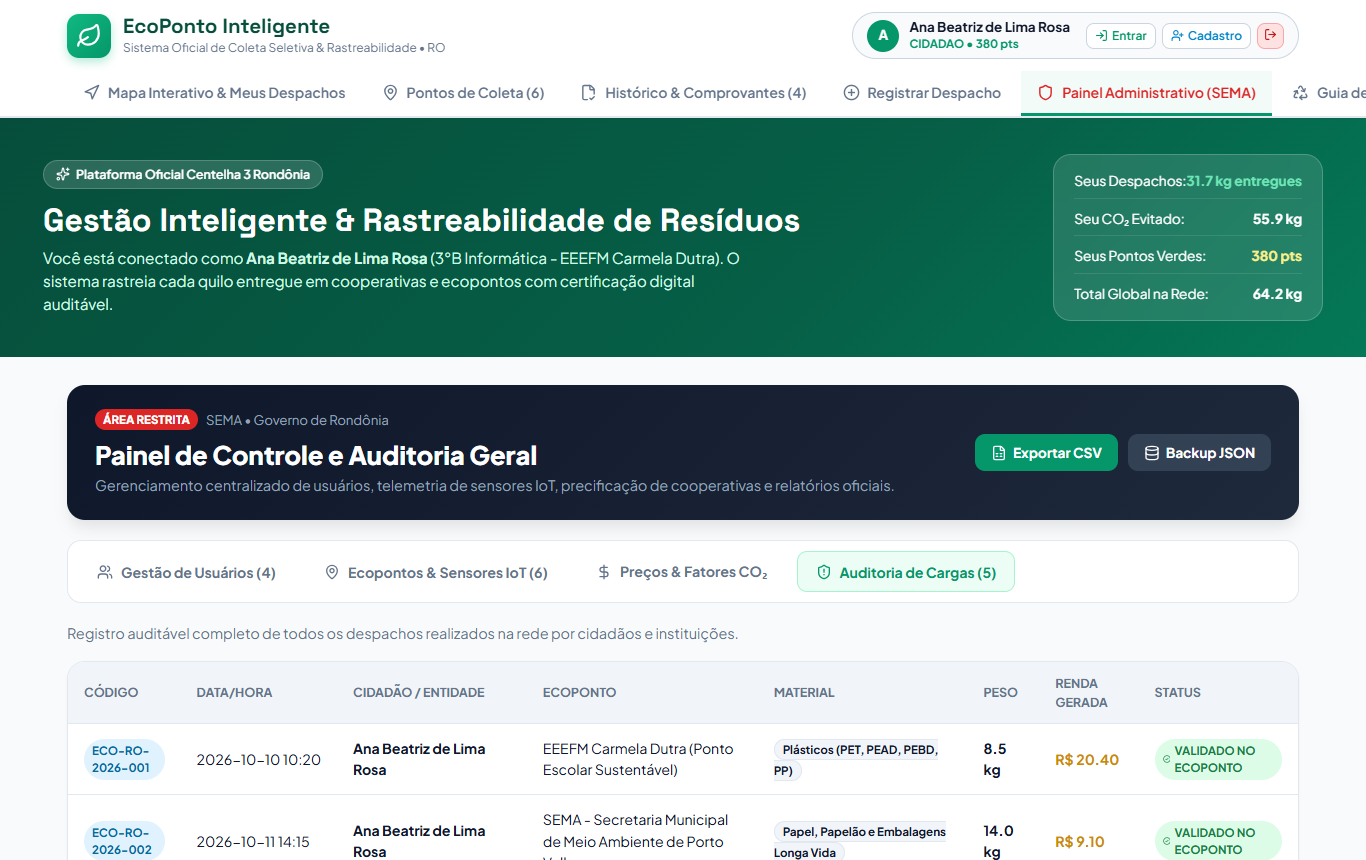 EcoPonto Inteligente
Sistema Oficial de Coleta Seletiva & Rastreabilidade • RO
A
Ana Beatriz de Lima Rosa
CIDADAO • 380 pts
Entrar
Cadastro
Mapa Interativo & Meus Despachos
Pontos de Coleta (6)
Histórico & Comprovantes (4)
Registrar Despacho
Painel Administrativo (SEMA)
Guia de
Plataforma Oficial Centelha 3 Rondônia
Gestão Inteligente & Rastreabilidade de Resíduos
Você está conectado como Ana Beatriz de Lima Rosa (3°B Informática - EEEFM Carmela Dutra). O
sistema rastreia cada quilo entregue em cooperativas e ecopontos com certificação digital
auditável.
Seus Despachos:31.7 kg entregues
Seu CO₂ Evitado: 55.9 kg
Seus Pontos Verdes: 380 pts
Total Global na Rede: 64.2 kg
ÁREA RESTRITA SEMA • Governo de Rondônia
Painel de Controle e Auditoria Geral
Gerenciamento centralizado de usuários, telemetria de sensores IoT, precificação de cooperativas e relatórios oficiais.
Exportar CSV
Backup JSON
Gestão de Usuários (4)
Ecopontos & Sensores IoT (6)
Preços & Fatores CO₂
Auditoria de Cargas (5)
Registro auditável completo de todos os despachos realizados na rede por cidadãos e instituições.
CÓDIGO
DATA/HORA
CIDADÃO / ENTIDADE
ECOPONTO
MATERIAL
PESO
RENDA
GERADA
STATUS
ECO-RO-
2026-001
2026-10-10 10:20
Ana Beatriz de Lima
Rosa
EEEFM Carmela Dutra (Ponto
Escolar Sustentável)
Plásticos (PET, PEAD, PEBD,
PP)
8.5
kg
R$ 20.40
VALIDADO NO
ECOPONTO
ECO-RO-
2026-002
2026-10-11 14:15
Ana Beatriz de Lima
Rosa
SEMA - Secretaria Municipal
de Meio Ambiente de Porto
Papel, Papelão e Embalagens
Longa Vida
14.0
kg
R$ 9.10
VALIDADO NO
ECOPONTO